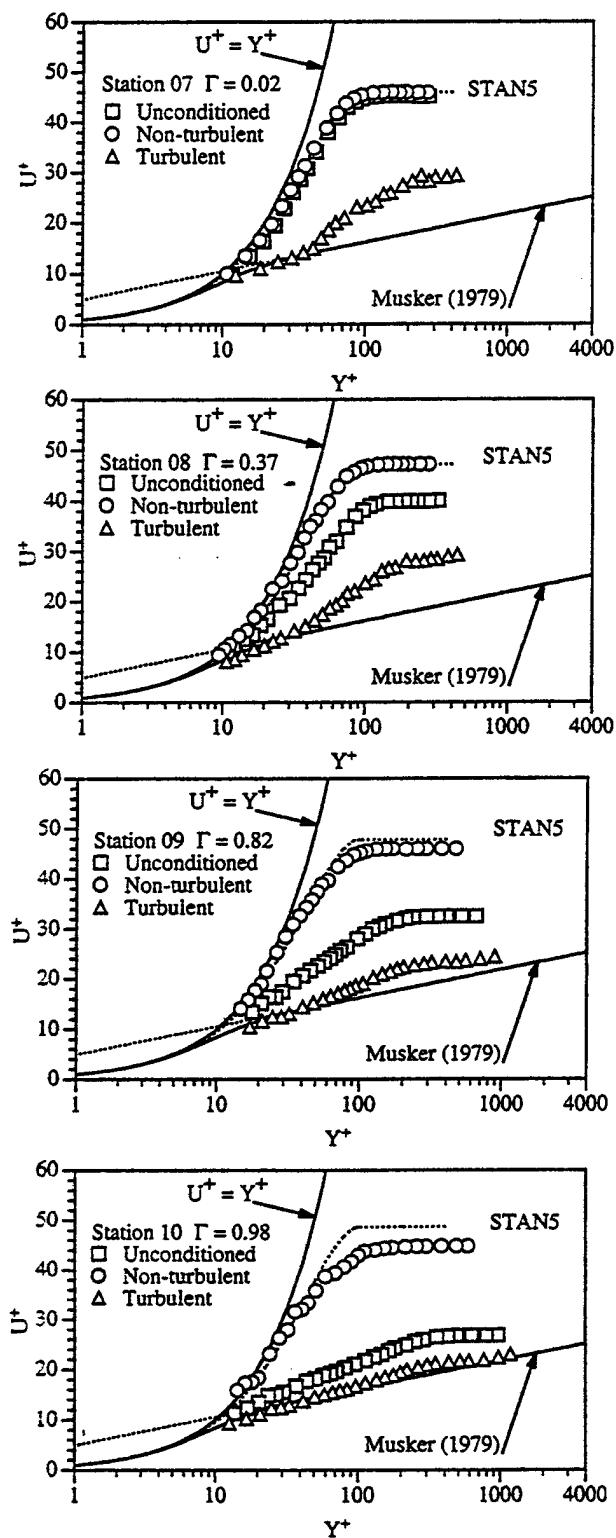 60
U⁺ = Y⁺
50
Station 07 Γ = 0.02
STAN5
Unconditioned
40
Non-turbulent
Turbulent
U⁺
30
20
10
Musker (1979)
0
1 10 100 1000 4000
Y⁺
60
U⁺ = Y⁺
50
Station 08 Γ = 0.37
STAN5
Unconditioned
40
Non-turbulent
Turbulent
U⁺
30
20
10
Musker (1979)
0
1 10 100 1000 4000
Y⁺
60
U⁺ = Y⁺
50
Station 09 Γ = 0.82
STAN5
Unconditioned
40
Non-turbulent
Turbulent
U⁺
30
20
10
Musker (1979)
0
1 10 100 1000 4000
Y⁺
60
U⁺ = Y⁺
50
Station 10 Γ = 0.98
STAN5
Unconditioned
40
Non-turbulent
Turbulent
U⁺
30
20
10
Musker (1979)
0
1 10 100 1000 4000
Y⁺